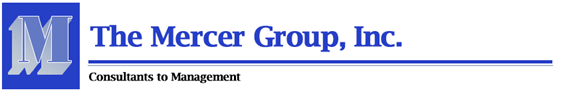 M
The Mercer Group, Inc.
Consultants to Management